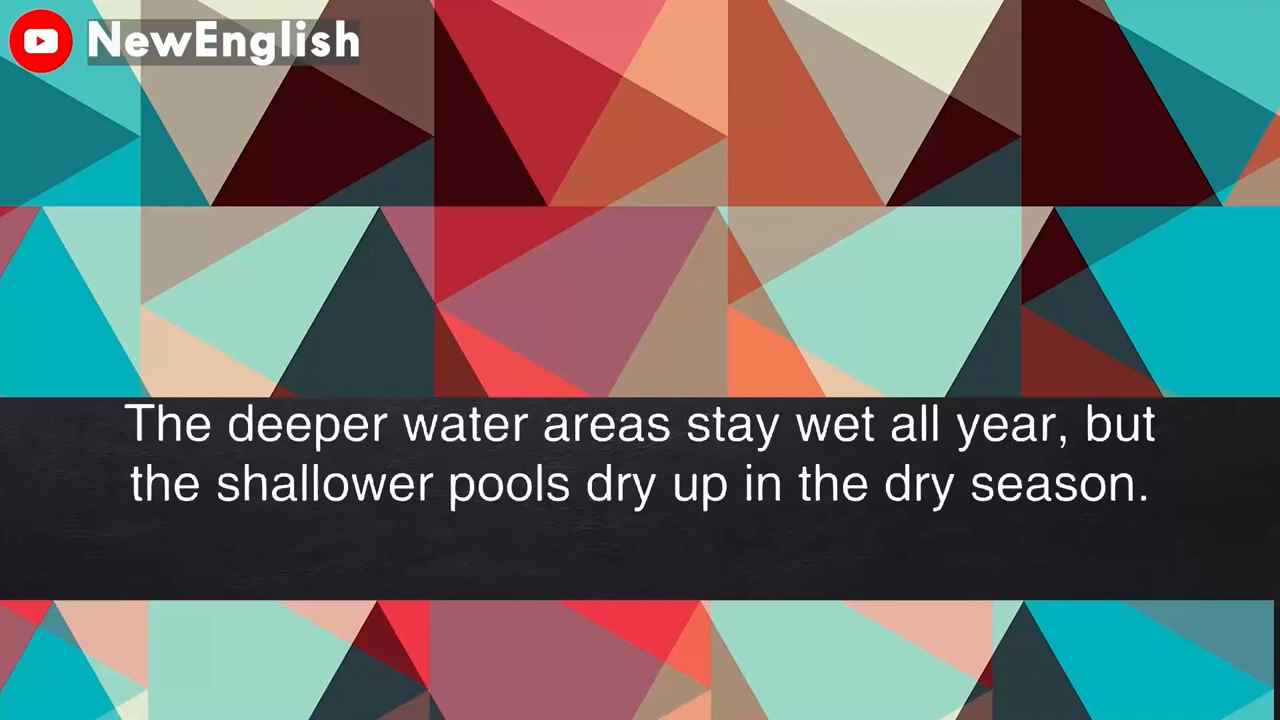 NewEnglish
The deeper water areas stay wet all year, but
the shallower pools dry up in the dry season.